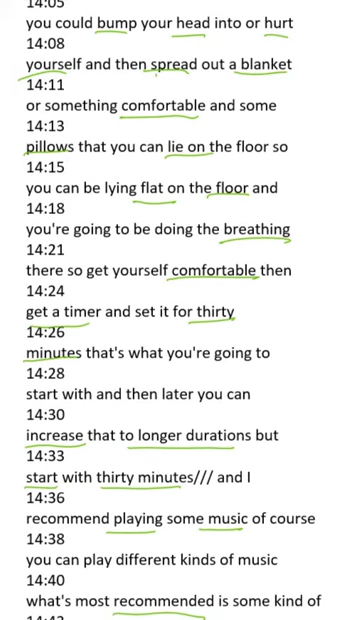 14:05
you could bump your head into or hurt
14:08
yourself and then spread out a blanket
14:11
or something comfortable and some
14:13
pillows that you can lie on the floor so
14:15
you can be lying flat on the floor and
14:18
you're going to be doing the breathing
14:21
there so get yourself comfortable then
14:24
get a timer and set it for thirty
14:26
minutes that's what you're going to
14:28
start with and then later you can
14:30
increase that to longer durations but
14:33
start with thirty minutes/// and I
14:36
recommend playing some music of course
14:38
you can play different kinds of music
14:40
what's most recommended is some kind of